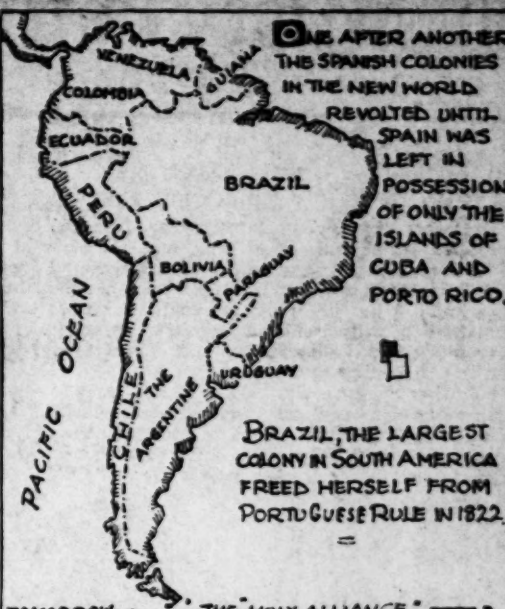 ONE AFTER ANOTHER
THE SPANISH COLONIES
IN THE NEW WORLD
REVOLTED UNTIL
SPAIN WAS
LEFT IN
POSSESSION
OF ONLY THE
ISLANDS OF
CUBA AND
PORTO RICO.
VENEZUELA
GUIANA
COLOMBIA
ECUADOR
PERU
BRAZIL
BOLIVIA
PARAGUAY
URUGUAY
CHILE
THE
ARGENTINE
PACIFIC OCEAN
BRAZIL, THE LARGEST
COLONY IN SOUTH AMERICA
FREED HERSELF FROM
PORTUGUESE RULE IN 1822
THE "HOLY ALLIANCE"